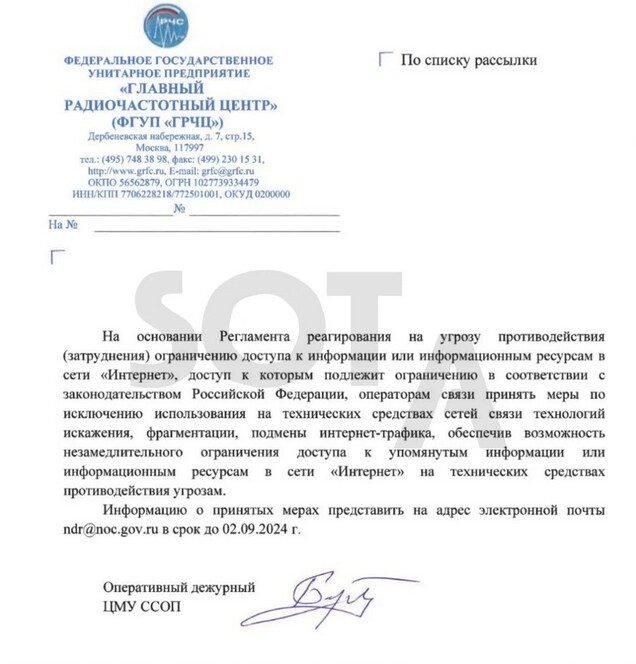 РЧС
ФЕДЕРАЛЬНОЕ ГОСУДАРСТВЕННОЕ
УНИТАРНОЕ ПРЕДПРИЯТИЕ
«ГЛАВНЫЙ
РАДИОЧАСТОТНЫЙ ЦЕНТР»
(ФГУП «ГРЧЦ»)
Дербеневская набережная, д. 7, стр.15,
Москва, 117997
тел.: (495) 748 38 98, факс: (499) 230 15 31,
http://www.grfc.ru, E-mail: grfc@grfc.ru
ОКПО 56562879, ОГРН 1027739334479
ИНН/КПП 7706228218/772501001, ОКУД 0200000
№
На №
По списку рассылки
SOTA
На основании Регламента реагирования на угрозу противодействия
(затруднения) ограничению доступа к информации или информационным ресурсам в
сети «Интернет», доступ к которым подлежит ограничению в соответствии с
законодательством Российской Федерации, операторам связи принять меры по
исключению использования на технических средствах сетей связи технологий
искажения, фрагментации, подмены интернет-трафика, обеспечив возможность
незамедлительного ограничения доступа к упомянутым информации или
информационным ресурсам в сети «Интернет» на технических средствах
противодействия угрозам.
Информацию о принятых мерах представить на адрес электронной почты
ndr@noc.gov.ru в срок до 02.09.2024 г.
Оперативный дежурный
ЦМУ ССОП